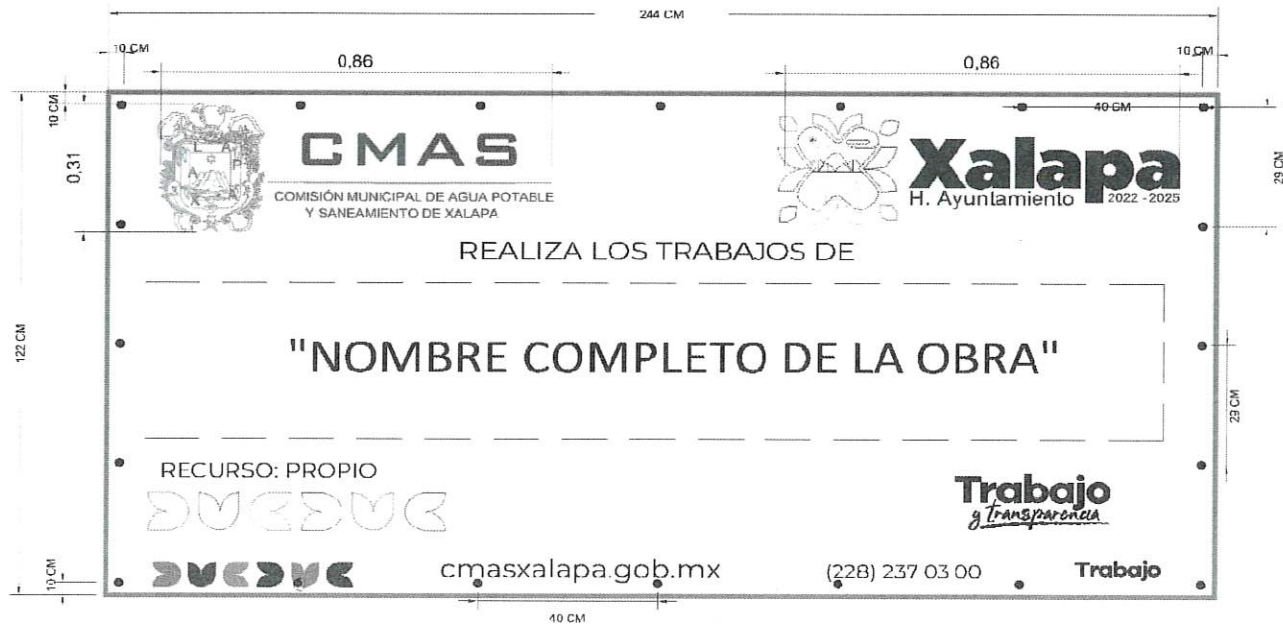 244 CM
10 CM
0,86
0,86
10 CM
10 CM
40 CM
0,31
29 CM
CMAS
COMISIÓN MUNICIPAL DE AGUA POTABLE
Y SANEAMIENTO DE XALAPA
Xalapa
H. Ayuntamiento 2022 - 2025
REALIZA LOS TRABAJOS DE
122 CM
"NOMBRE COMPLETO DE LA OBRA"
29 CM
RECURSO: PROPIO
Trabajo
y Transparencia
10 CM
cmasxalapa.gob.mx
(228) 237 03 00
Trabajo
40 CM